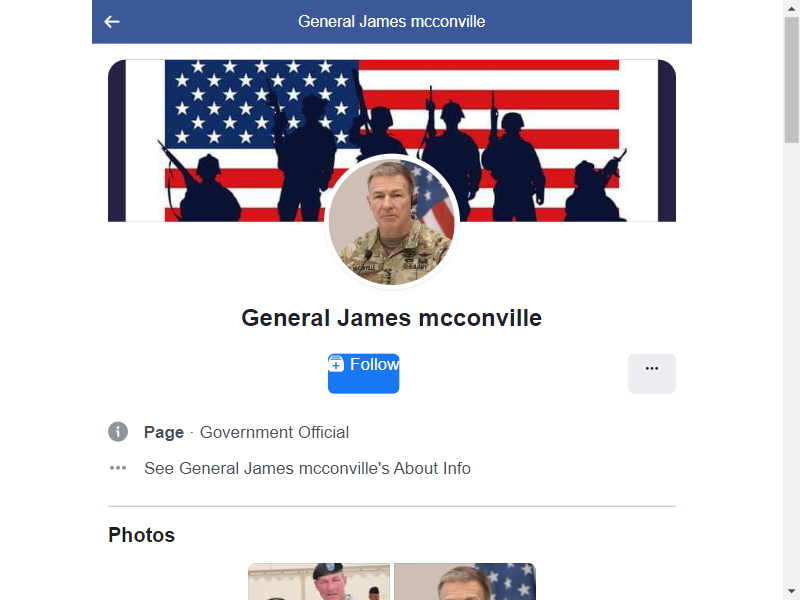 General James mcconville
General James mcconville
Follow
Page · Government Official
See General James mcconville's About Info
Photos